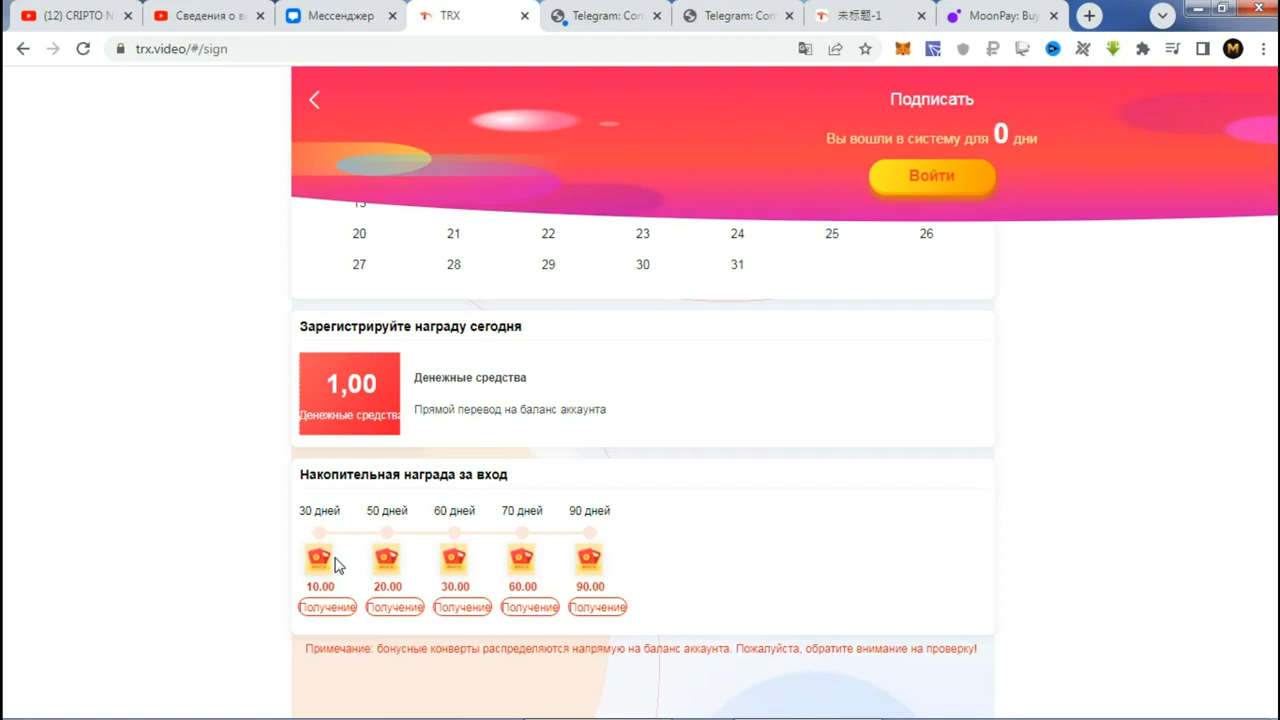 (12) CRIPTO N
Сведения о в
Мессенджер
TRX
Telegram: Con
Telegram: Con
未标题-1
MoonPay: Buy
trx.video/#/sign
M
Подписать
Вы вошли в систему для 0 дни
Войти
20 21 22 23 24 25 26
27 28 29 30 31
Зарегистрируйте награду сегодня
1,00
Денежные средства
Денежные средства
Прямой перевод на баланс аккаунта
Накопительная награда за вход
30 дней 50 дней 60 дней 70 дней 90 дней
10.00 20.00 30.00 60.00 90.00
Получение Получение Получение Получение Получение
Примечание: бонусные конверты распределяются напрямую на баланс аккаунта. Пожалуйста, обратите внимание на проверку!